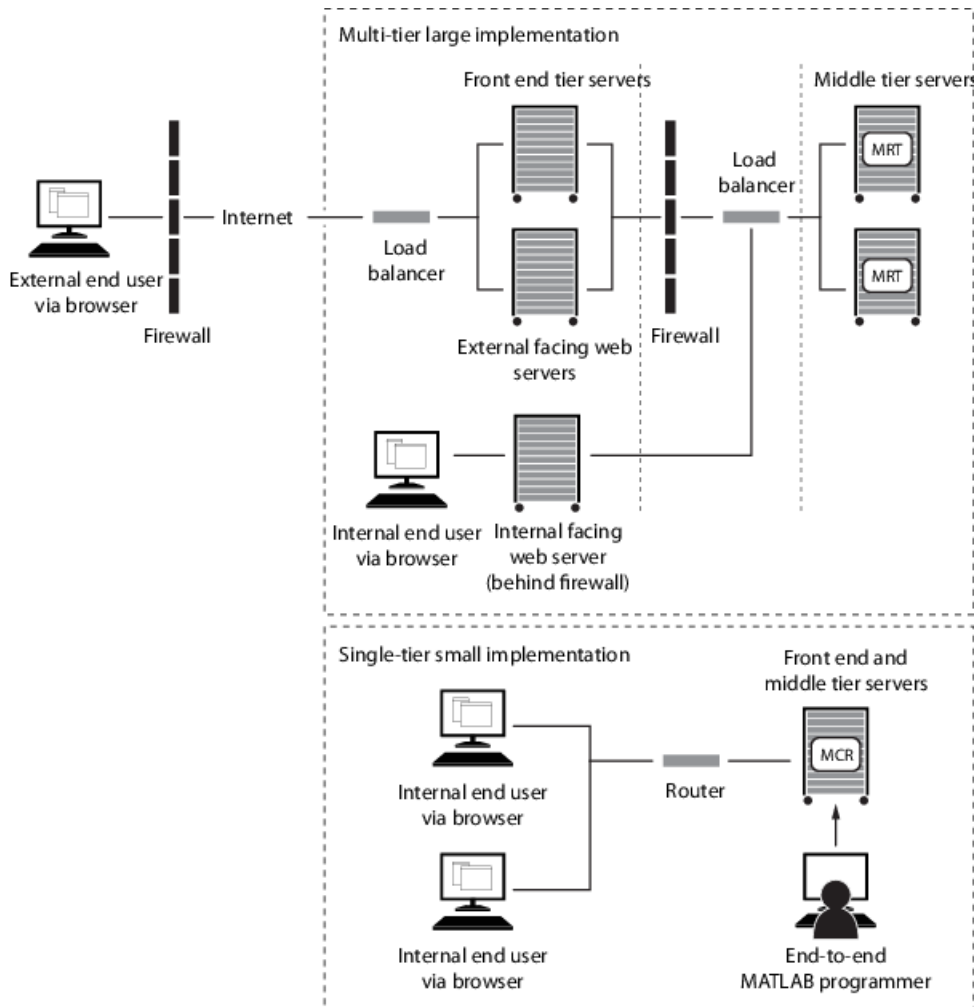 Multi-tier large implementation
Front end tier servers
Middle tier servers
MRT
Load
balancer
Internet
Load
balancer
MRT
External end user
via browser
Firewall
External facing web
servers
Firewall
Internal end user
via browser
Internal facing
web server
(behind firewall)
Single-tier small implementation
Front end and
middle tier servers
MCR
Internal end user
via browser
Router
Internal end user
via browser
End-to-end
MATLAB programmer